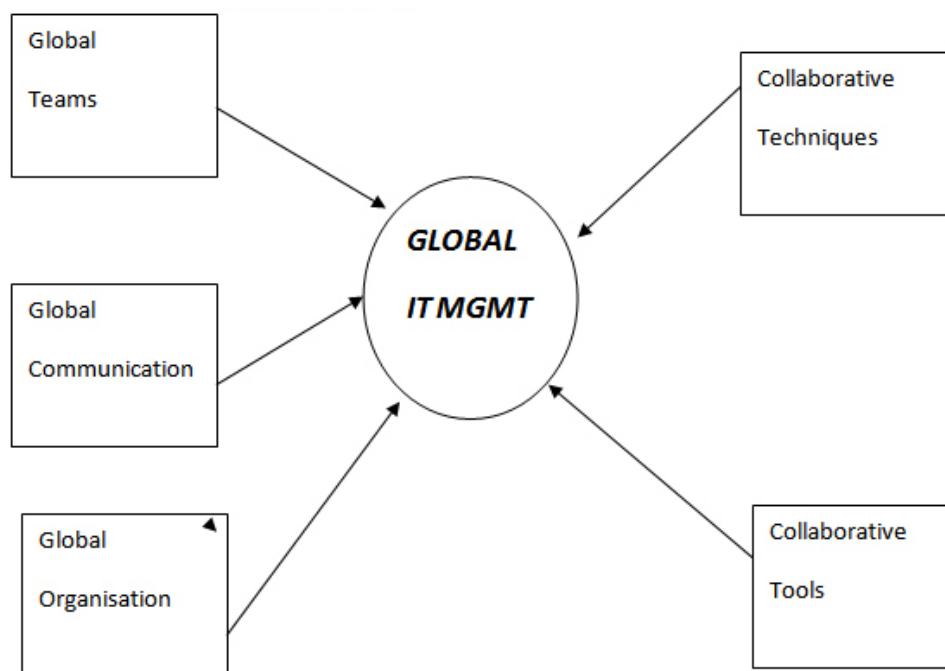 Global
Teams
Collaborative
Techniques
GLOBAL
IT MGMT
Global
Communication
Global
Organisation
Collaborative
Tools